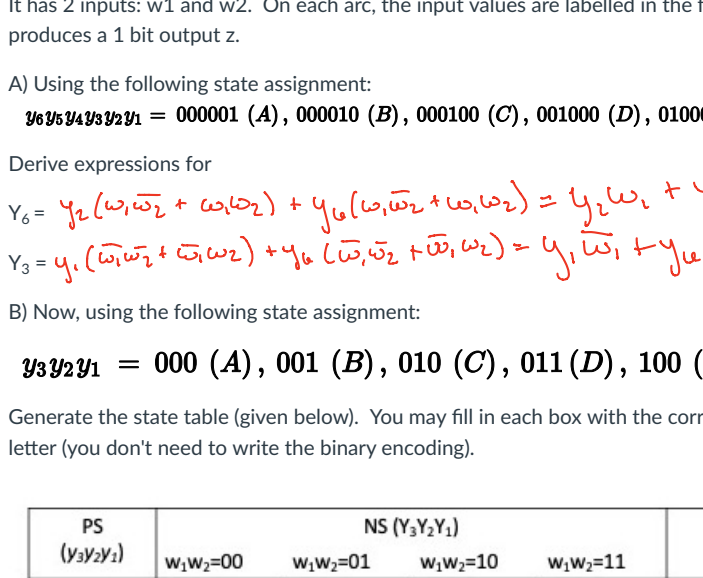 It has 2 inputs: w1 and w2. On each arc, the input values are labelled in the f
produces a 1 bit output z.
A) Using the following state assignment:
y₆y₅y₄y₃y₂y₁ = 000001 (A), 000010 (B), 000100 (C), 001000 (D), 0100
Derive expressions for
Y₆ = y₂(w₁w̅₂ + w₁w₂) + y₆(w₁w̅₂ + w₁w₂) = y₂w₁ +
Y₃ = y₁(w̅₁w̅₂ + w̅₁w₂) + y₆(w̅₁w̅₂ + w̅₁w₂) = y₁w̅₁ + y₆
B) Now, using the following state assignment:
y₃y₂y₁ = 000 (A), 001 (B), 010 (C), 011 (D), 100 (
Generate the state table (given below). You may fill in each box with the corr
letter (you don't need to write the binary encoding).
PS NS (Y₃Y₂Y₁)
(y₃y₂y₁) w₁w₂=00 w₁w₂=01 w₁w₂=10 w₁w₂=11